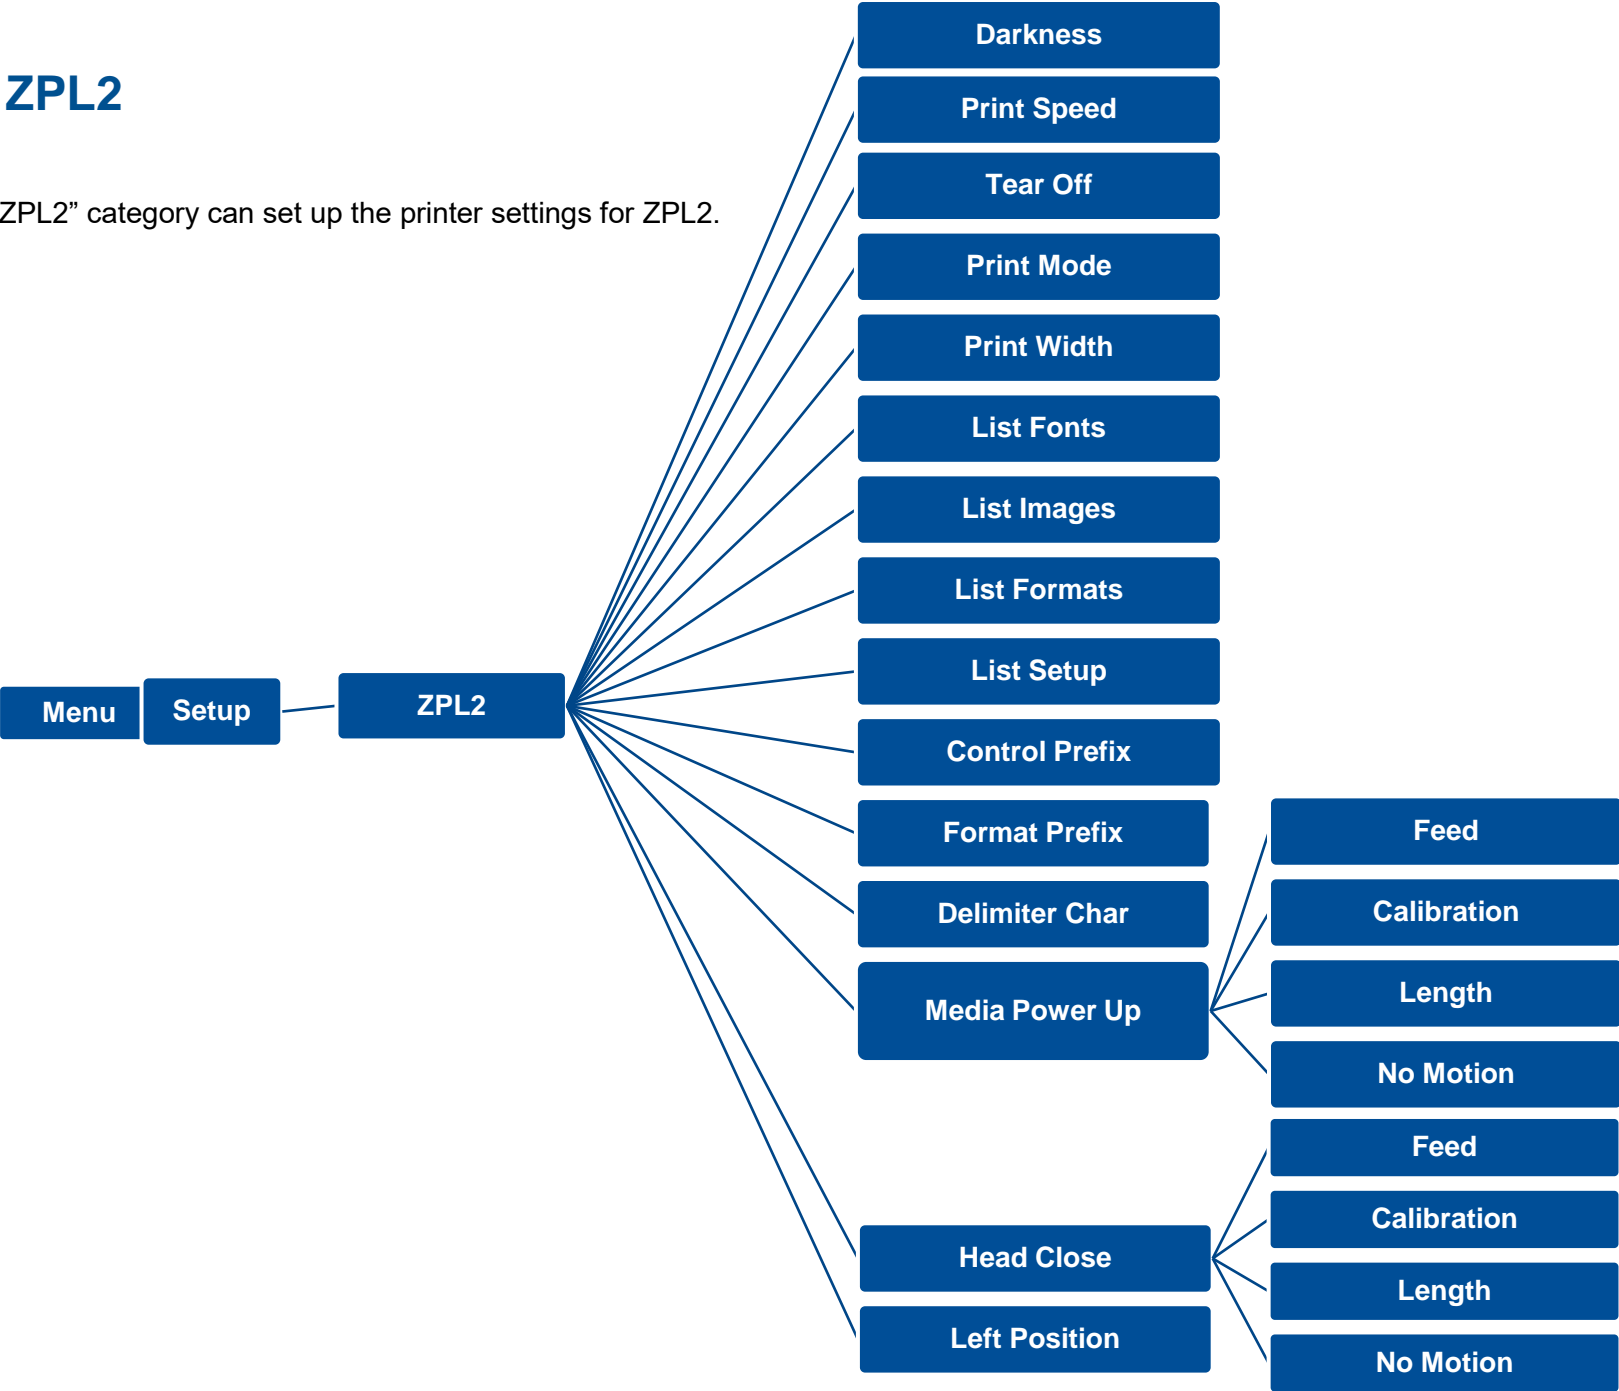 ZPL2
ZPL2” category can set up the printer settings for ZPL2.
Menu
Setup
ZPL2
Darkness
Print Speed
Tear Off
Print Mode
Print Width
List Fonts
List Images
List Formats
List Setup
Control Prefix
Format Prefix
Delimiter Char
Media Power Up
Feed
Calibration
Length
No Motion
Head Close
Feed
Calibration
Length
No Motion
Left Position